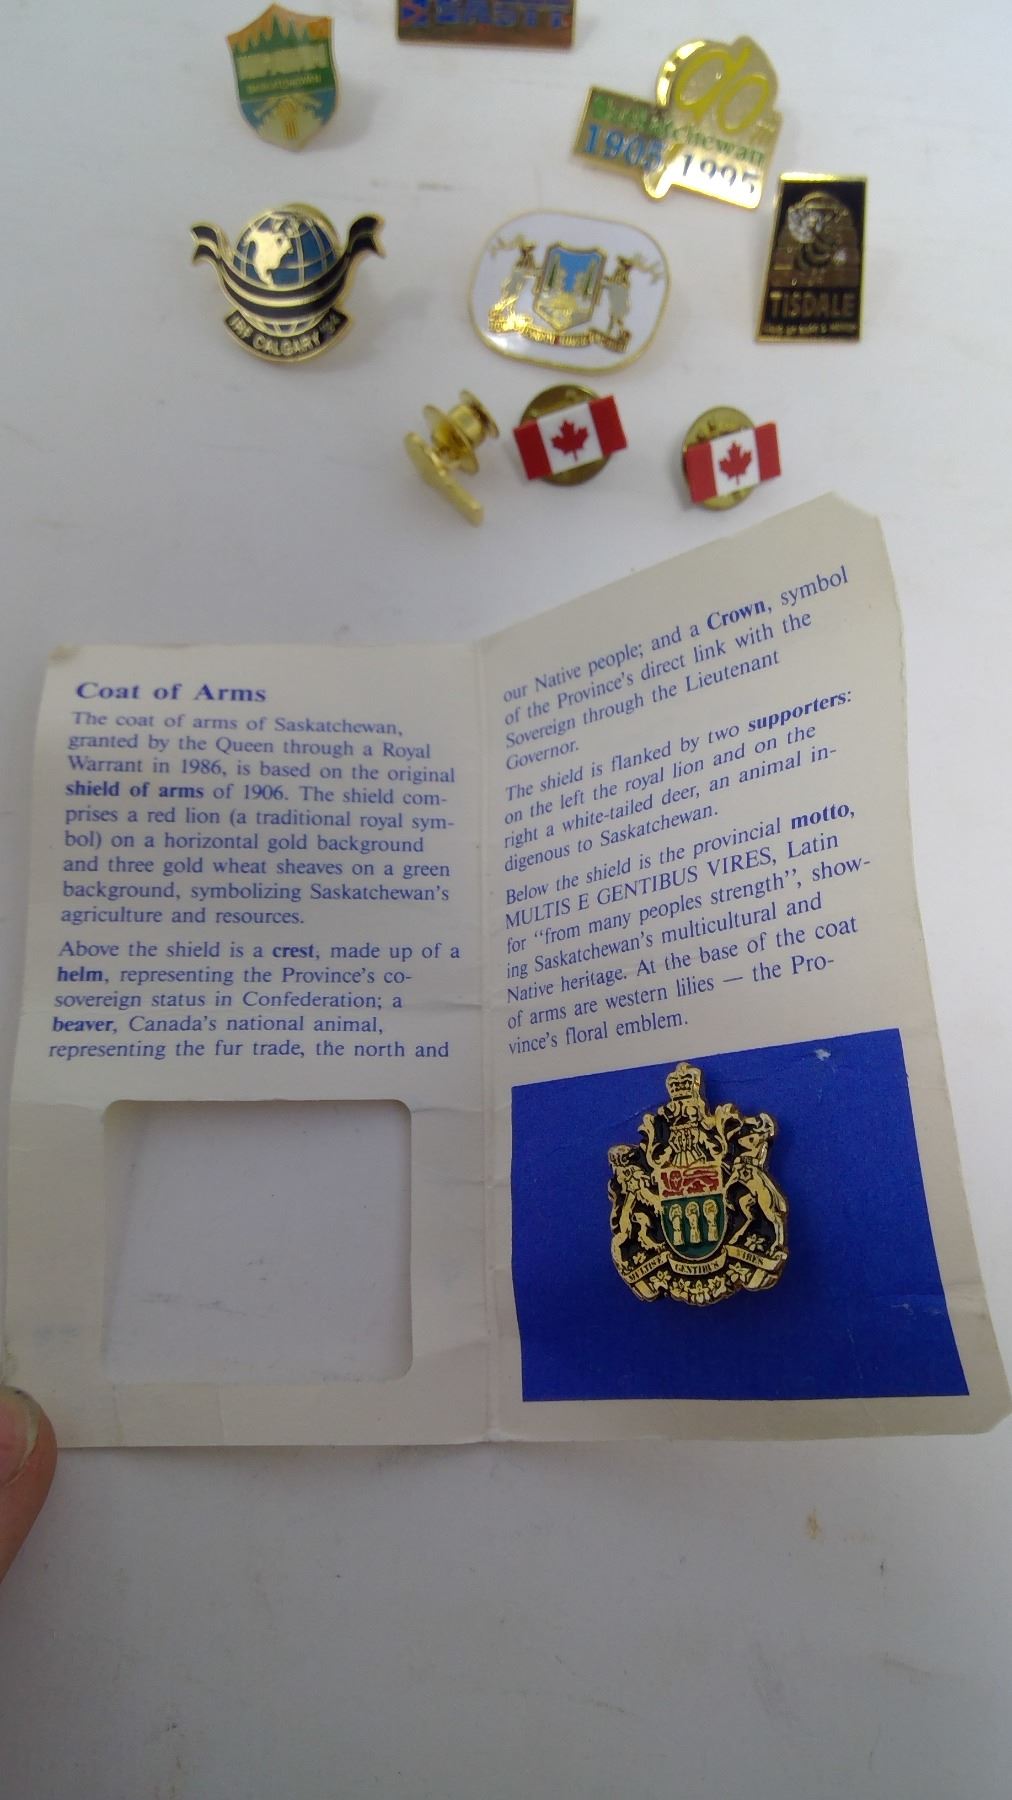 NIPAWIN
Saskatchewan
1905 1995
90
TISDALE
IBF CALGARY '94
Coat of Arms
The coat of arms of Saskatchewan,
granted by the Queen through a Royal
Warrant in 1986, is based on the original
shield of arms of 1906. The shield com-
prises a red lion (a traditional royal sym-
bol) on a horizontal gold background
and three gold wheat sheaves on a green
background, symbolizing Saskatchewan's
agriculture and resources.
Above the shield is a crest, made up of a
helm, representing the Province's co-
sovereign status in Confederation; a
beaver, Canada's national animal,
representing the fur trade, the north and
our Native people; and a Crown, symbol
of the Province's direct link with the
Sovereign through the Lieutenant
Governor.
The shield is flanked by two supporters:
on the left the royal lion and on the
right a white-tailed deer, an animal in-
digenous to Saskatchewan.
Below the shield is the provincial motto,
MULTIS E GENTIBUS VIRES, Latin
for “from many peoples strength”, show-
ing Saskatchewan's multicultural and
Native heritage. At the base of the coat
of arms are western lilies — the Pro-
vince's floral emblem.
MULTIS E GENTIBUS VIRES